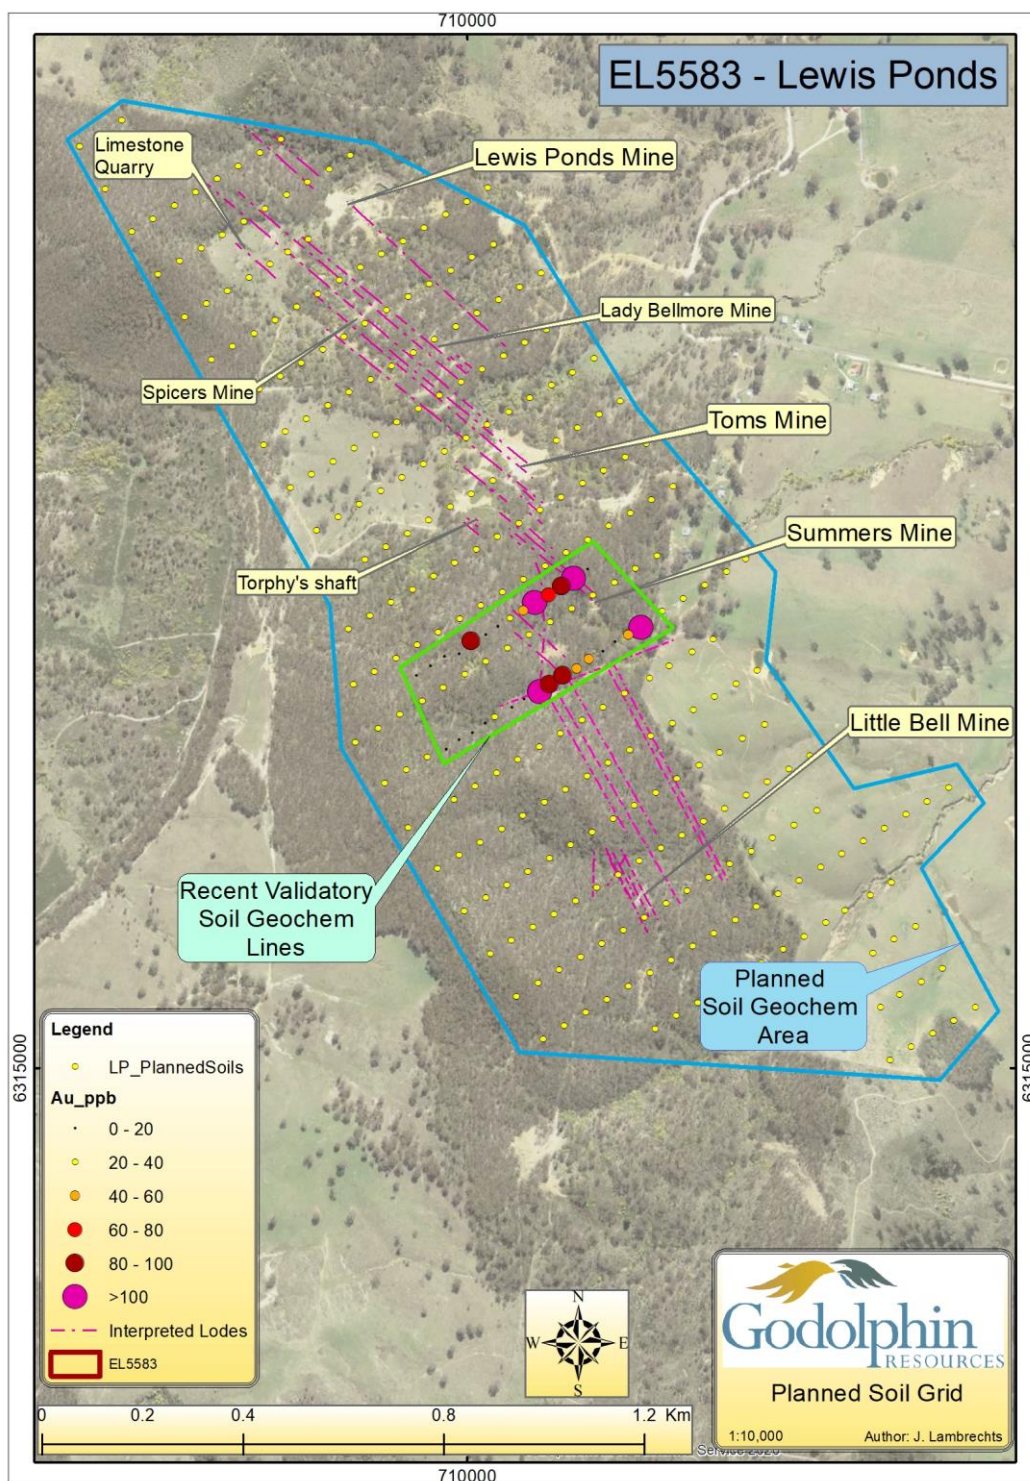 710000
EL5583 - Lewis Ponds
Limestone
Quarry
Lewis Ponds Mine
Lady Bellmore Mine
Spicers Mine
Toms Mine
Summers Mine
Torphy's shaft
Little Bell Mine
Recent Validatory
Soil Geochem
Lines
Planned
Soil Geochem
Area
6315000
6315000
Legend
LP_PlannedSoils
Au_ppb
0 - 20
20 - 40
40 - 60
60 - 80
80 - 100
>100
Interpreted Lodes
EL5583
N
W E
S
Godolphin
RESOURCES
Planned Soil Grid
1:10,000 Author: J. Lambrechts
0 0.2 0.4 0.8 1.2 Km
710000